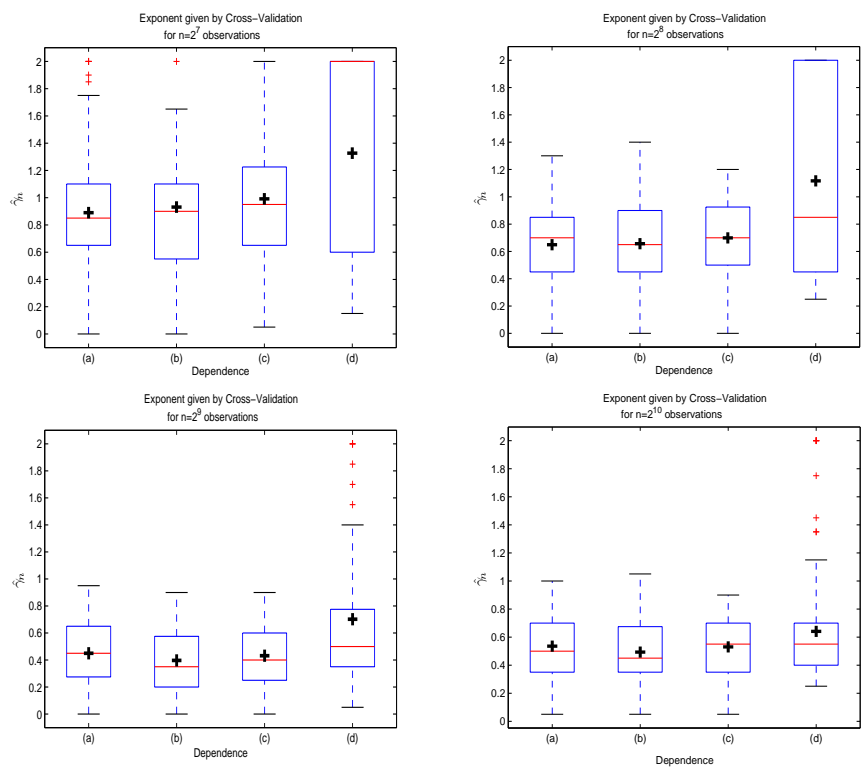 Exponent given by Cross−Validation
for n=2^7 observations
2
1.8
1.6
1.4
1.2
1
0.8
0.6
0.4
0.2
0
γ̂n
(a) (b) (c) (d)
Dependence
Exponent given by Cross−Validation
for n=2^8 observations
2
1.8
1.6
1.4
1.2
1
0.8
0.6
0.4
0.2
0
γ̂n
(a) (b) (c) (d)
Dependence
Exponent given by Cross−Validation
for n=2^9 observations
2
1.8
1.6
1.4
1.2
1
0.8
0.6
0.4
0.2
0
γ̂n
(a) (b) (c) (d)
Dependence
Exponent given by Cross−Validation
for n=2^10 observations
2
1.8
1.6
1.4
1.2
1
0.8
0.6
0.4
0.2
0
γ̂n
(a) (b) (c) (d)
Dependence